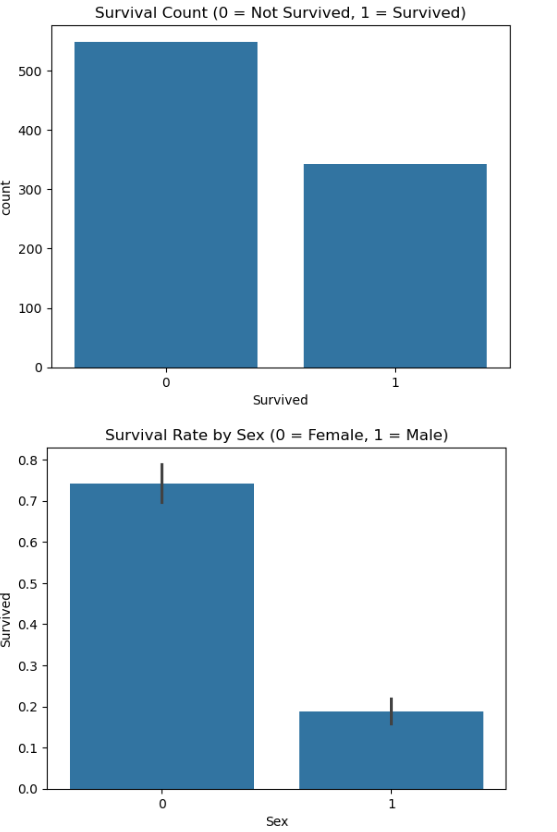 Survival Count (0 = Not Survived, 1 = Survived)
500
400
300
200
100
0
count
0 1
Survived
Survival Rate by Sex (0 = Female, 1 = Male)
0.8
0.7
0.6
0.5
0.4
0.3
0.2
0.1
0.0
Survived
0 1
Sex